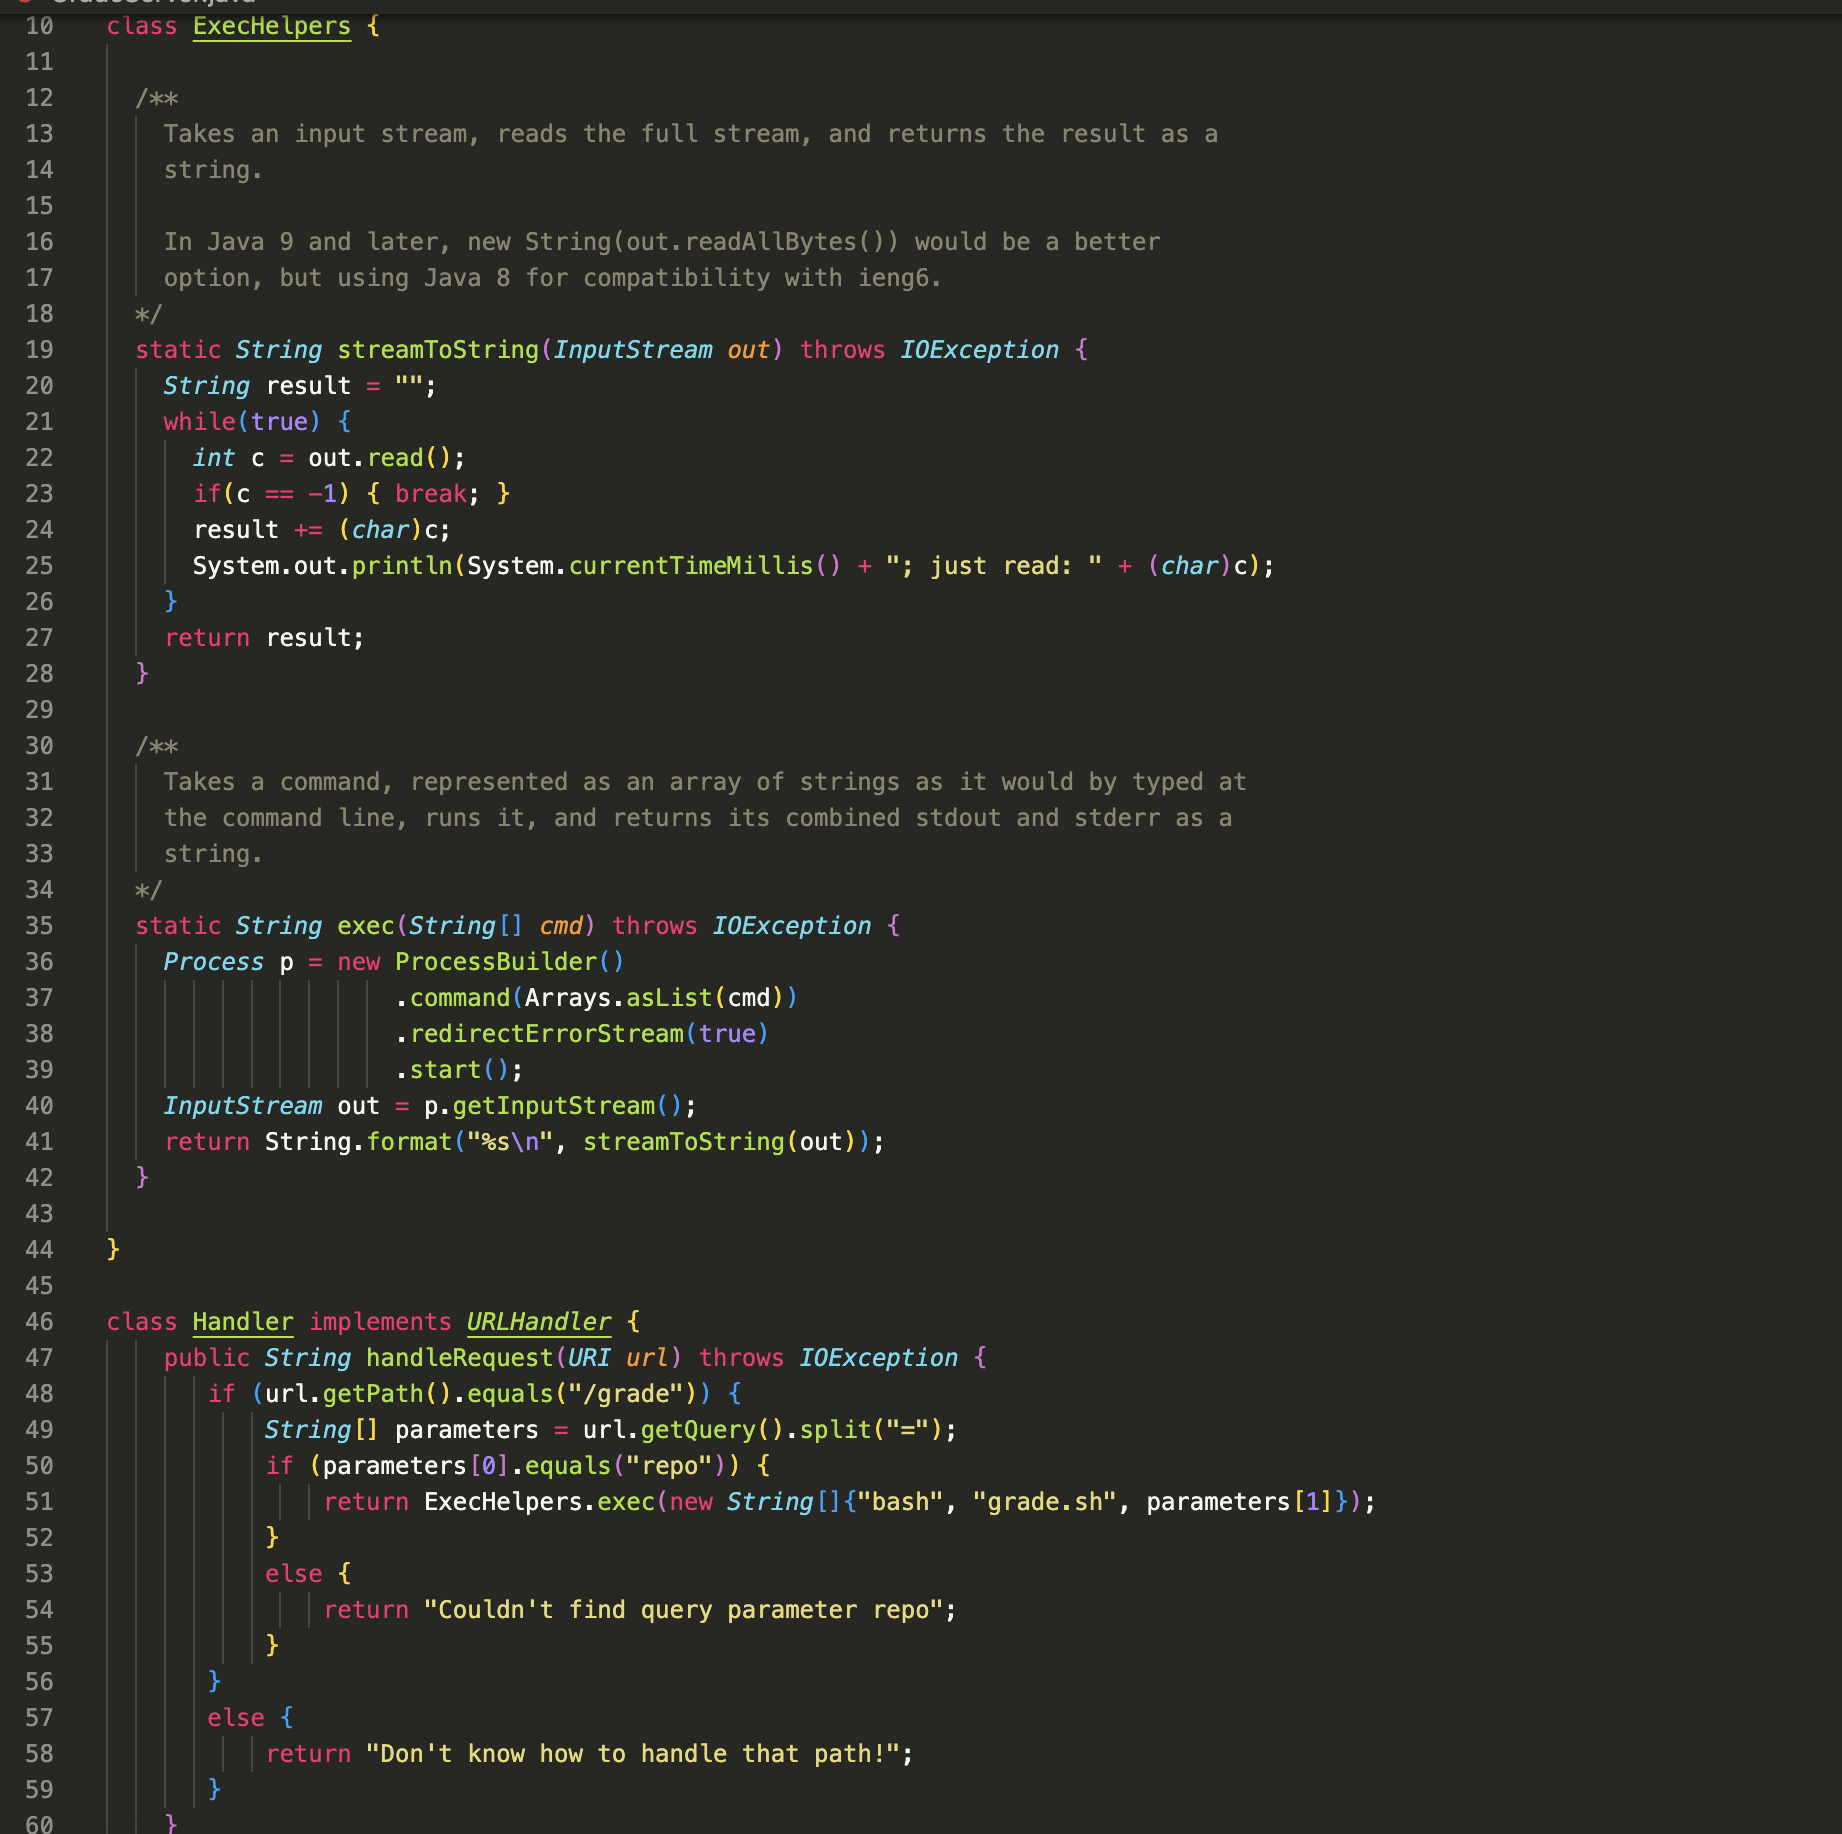 10 class ExecHelpers {
11
12 /**
13 Takes an input stream, reads the full stream, and returns the result as a
14 string.
15
16 In Java 9 and later, new String(out.readAllBytes()) would be a better
17 option, but using Java 8 for compatibility with ieng6.
18 */
19 static String streamToString(InputStream out) throws IOException {
20 String result = "";
21 while(true) {
22 int c = out.read();
23 if(c == -1) { break; }
24 result += (char)c;
25 System.out.println(System.currentTimeMillis() + "; just read: " + (char)c);
26 }
27 return result;
28 }
29
30 /**
31 Takes a command, represented as an array of strings as it would by typed at
32 the command line, runs it, and returns its combined stdout and stderr as a
33 string.
34 */
35 static String exec(String[] cmd) throws IOException {
36 Process p = new ProcessBuilder()
37 .command(Arrays.asList(cmd))
38 .redirectErrorStream(true)
39 .start();
40 InputStream out = p.getInputStream();
41 return String.format("%s\n", streamToString(out));
42 }
43
44 }
45
46 class Handler implements URLHandler {
47 public String handleRequest(URI url) throws IOException {
48 if (url.getPath().equals("/grade")) {
49 String[] parameters = url.getQuery().split("=");
50 if (parameters[0].equals("repo")) {
51 return ExecHelpers.exec(new String[]{"bash", "grade.sh", parameters[1]});
52 }
53 else {
54 return "Couldn't find query parameter repo";
55 }
56 }
57 else {
58 return "Don't know how to handle that path!";
59 }
60 }